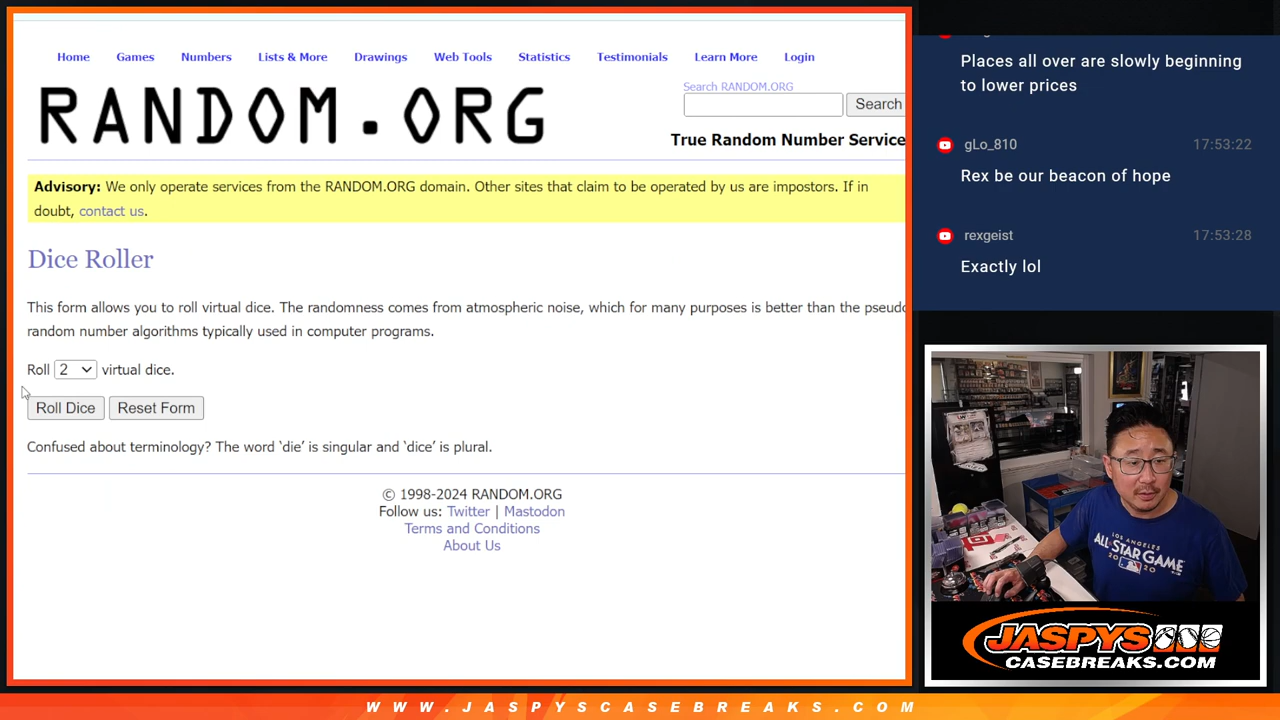 Home Games Numbers Lists & More Drawings Web Tools Statistics Testimonials Learn More Login
RANDOM.ORG
Search RANDOM.ORG
Search
True Random Number Service
Advisory: We only operate services from the RANDOM.ORG domain. Other sites that claim to be operated by us are impostors. If in
doubt, contact us.
Dice Roller
This form allows you to roll virtual dice. The randomness comes from atmospheric noise, which for many purposes is better than the pseudo
random number algorithms typically used in computer programs.
Roll 2 virtual dice.
Roll Dice Reset Form
Confused about terminology? The word ‘die’ is singular and ‘dice’ is plural.
© 1998-2024 RANDOM.ORG
Follow us: Twitter | Mastodon
Terms and Conditions
About Us
Places all over are slowly beginning
to lower prices
gLo_810 17:53:22
Rex be our beacon of hope
rexgeist 17:53:28
Exactly lol
LOS ANGELES
ALL STAR GAME
2020
JASPYS
CASEBREAKS.COM
WWW.JASPYSCASEBREAKS.COM